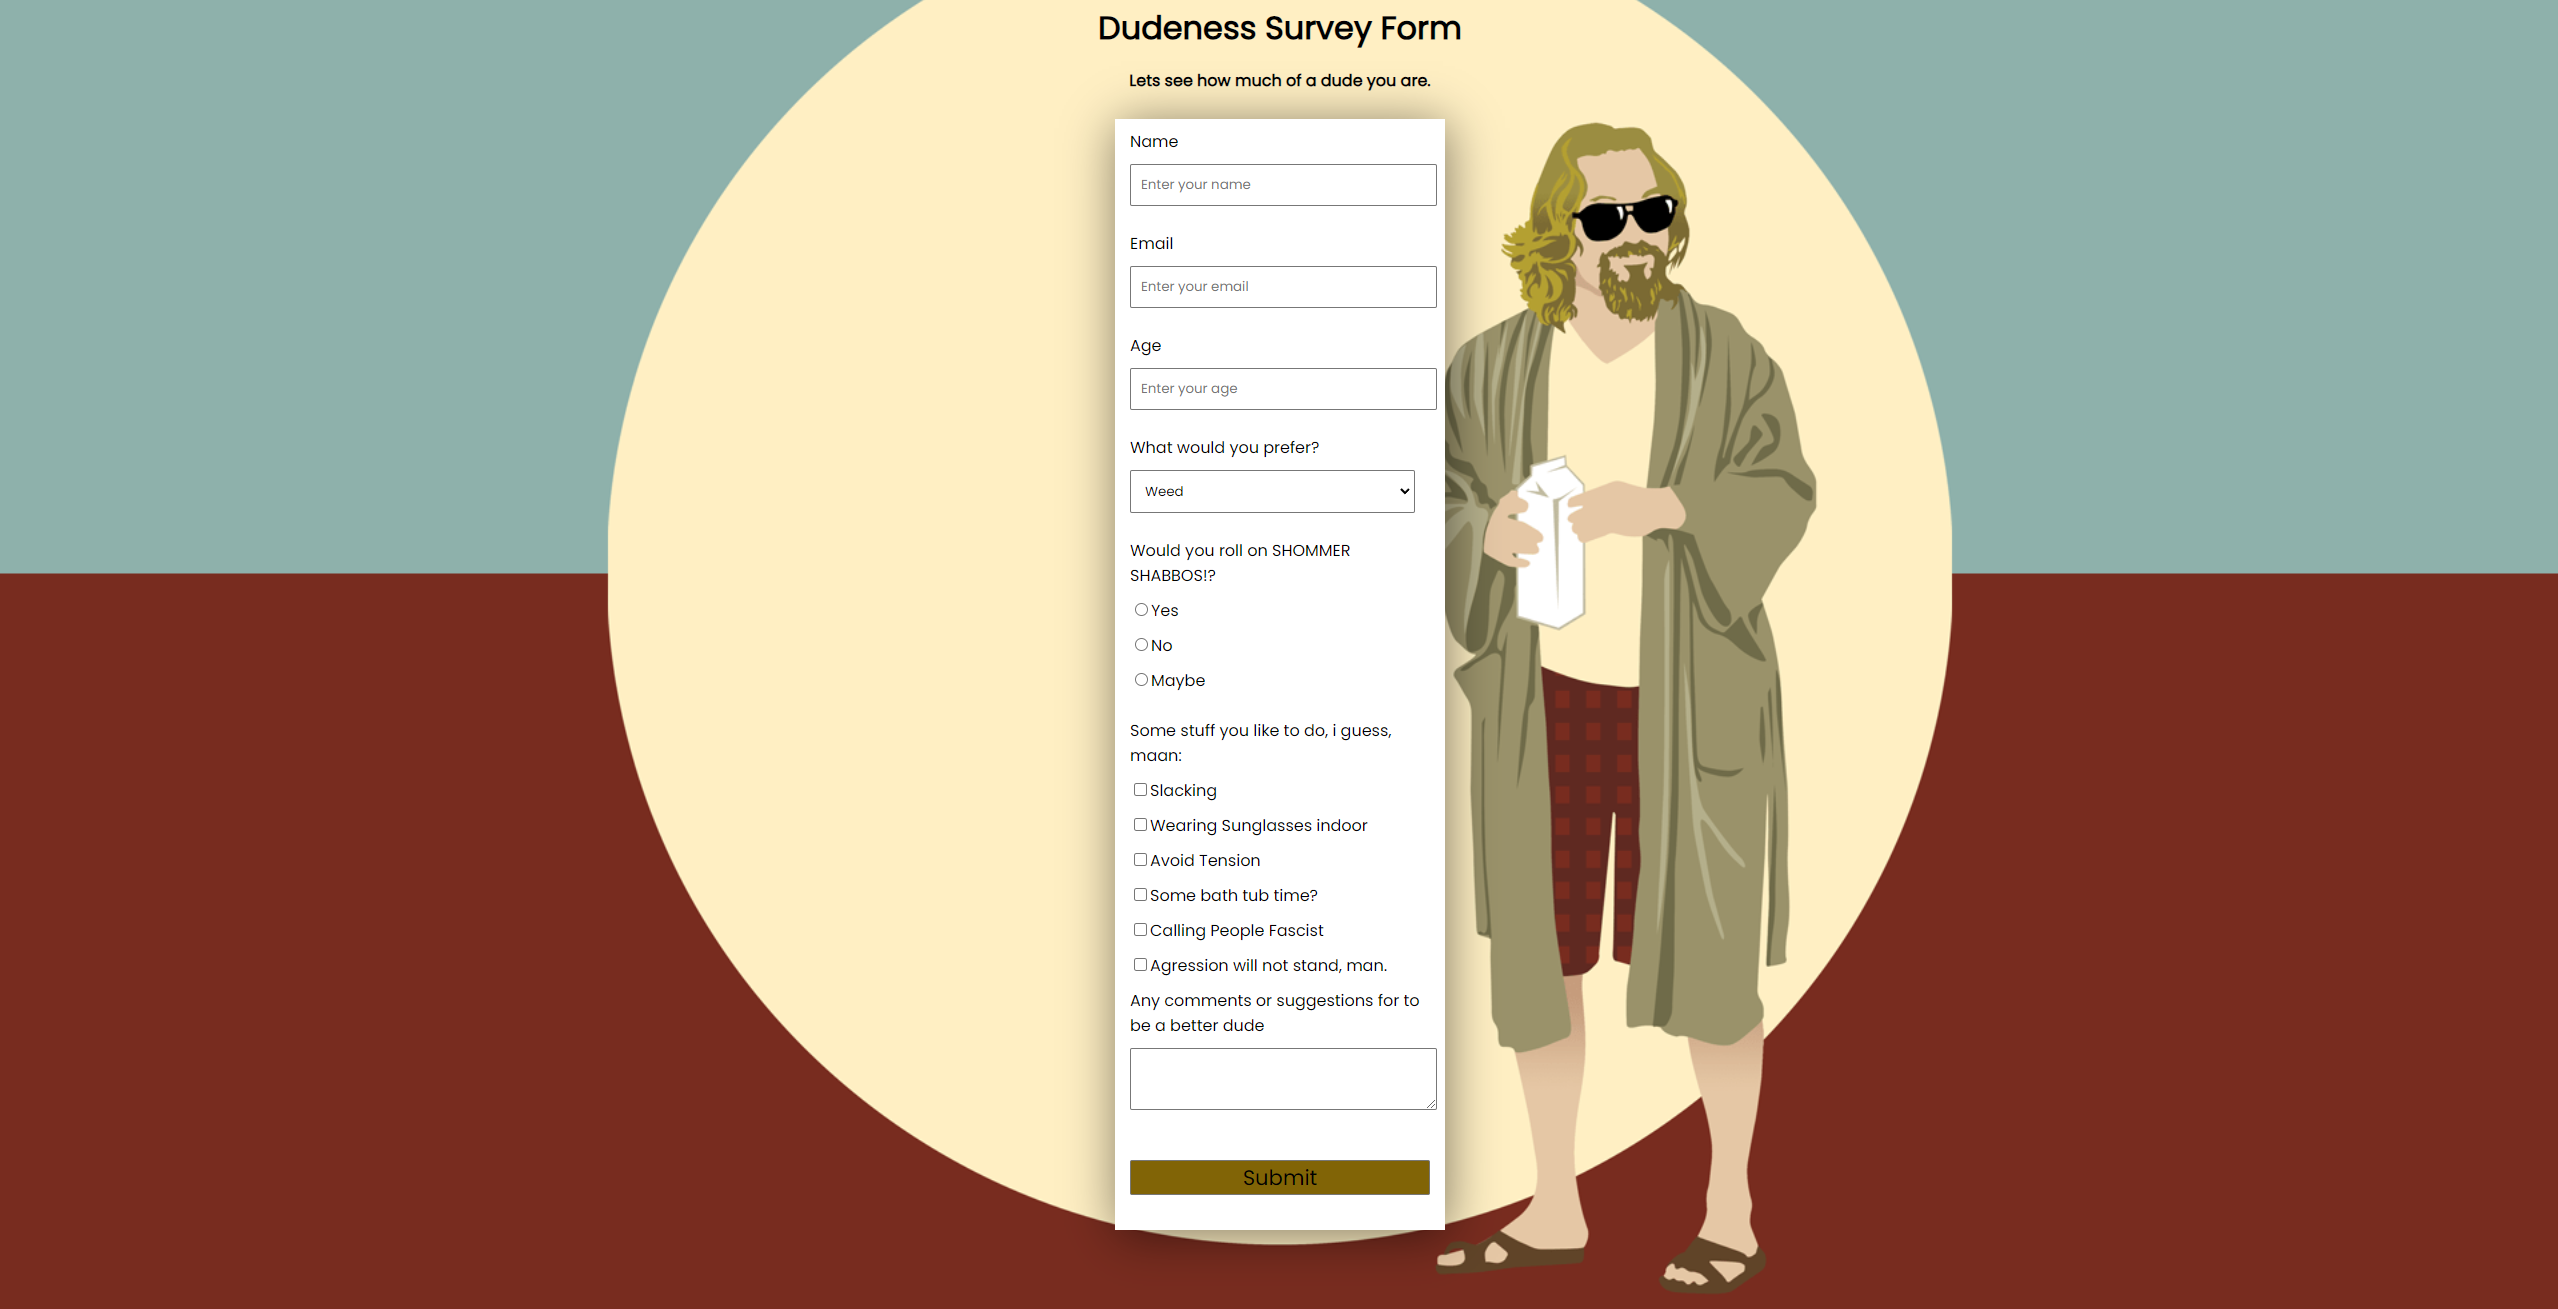 Dudeness Survey Form
Lets see how much of a dude you are.
Name
Enter your name
Email
Enter your email
Age
Enter your age
What would you prefer?
Weed
Would you roll on SHOMMER
SHABBOS!?
Yes
No
Maybe
Some stuff you like to do, i guess,
maan:
Slacking
Wearing Sunglasses indoor
Avoid Tension
Some bath tub time?
Calling People Fascist
Agression will not stand, man.
Any comments or suggestions for to
be a better dude
Submit